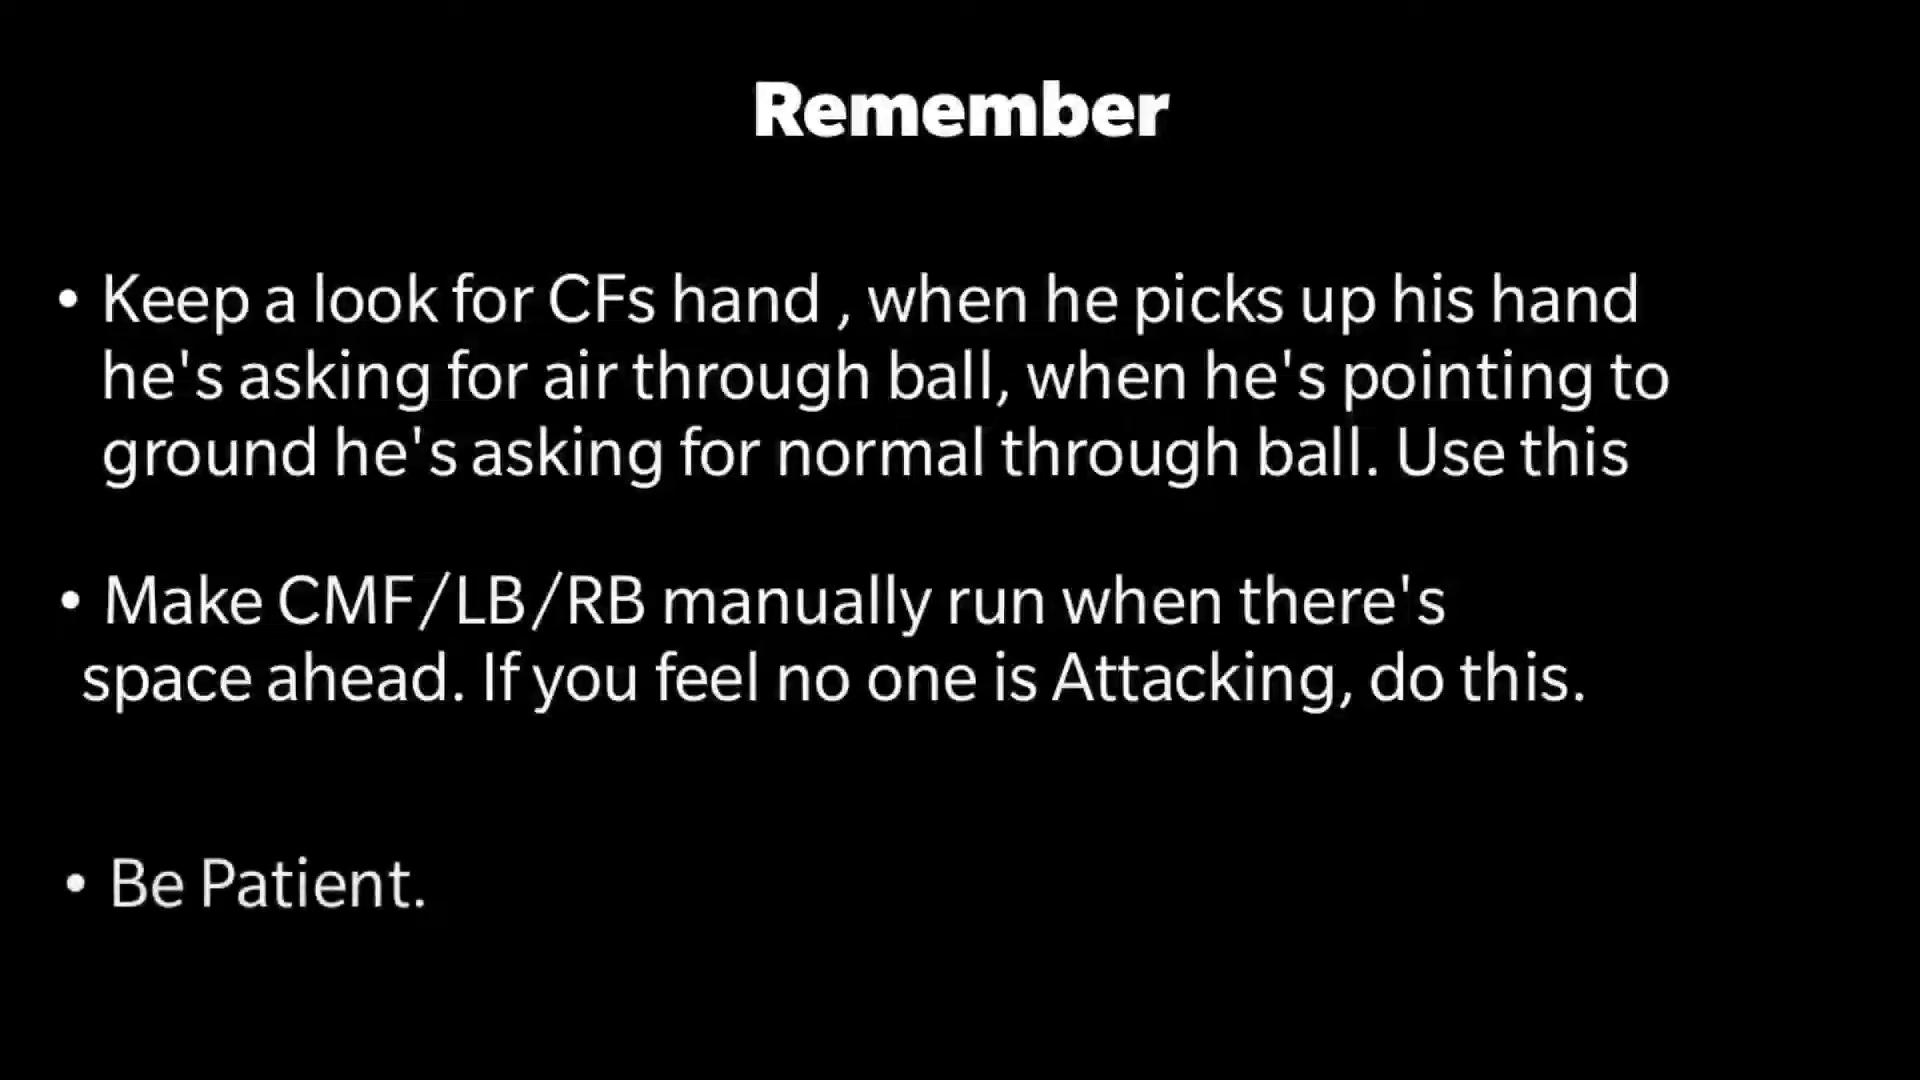 Remember
• Keep a look for CFs hand , when he picks up his hand
he's asking for air through ball, when he's pointing to
ground he's asking for normal through ball. Use this
• Make CMF/LB/RB manually run when there's
space ahead. If you feel no one is Attacking, do this.
• Be Patient.